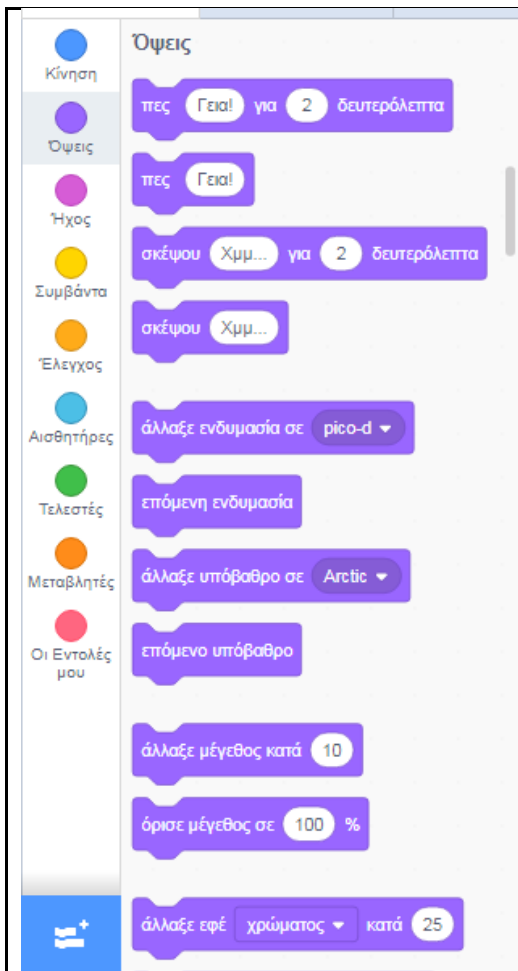 Κίνηση
Όψεις
Ήχος
Συμβάντα
Έλεγχος
Αισθητήρες
Τελεστές
Μεταβλητές
Οι Εντολές
μου
Όψεις
πες Γεια! για 2 δευτερόλεπτα
πες Γεια!
σκέψου Χμμ... για 2 δευτερόλεπτα
σκέψου Χμμ...
άλλαξε ενδυμασία σε pico-d
επόμενη ενδυμασία
άλλαξε υπόβαθρο σε Arctic
επόμενο υπόβαθρο
άλλαξε μέγεθος κατά 10
όρισε μέγεθος σε 100 %
άλλαξε εφέ χρώματος κατά 25